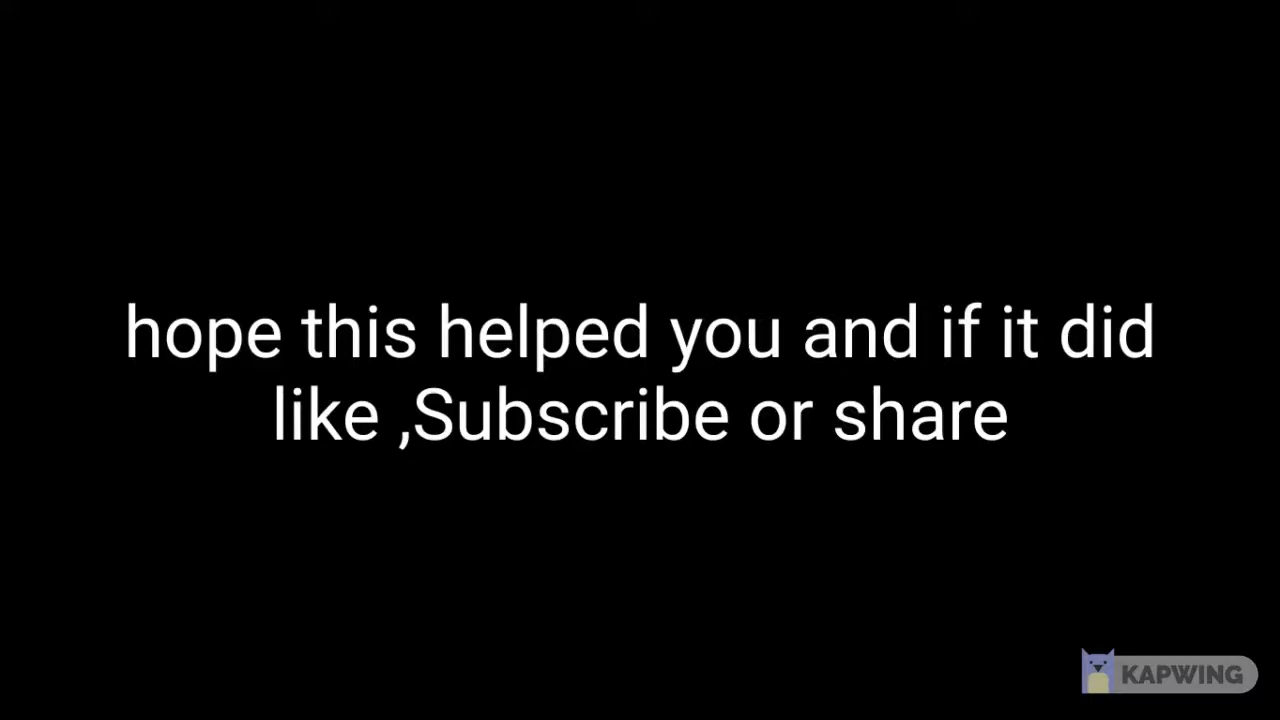 hope this helped you and if it did
like ,Subscribe or share
KAPWING